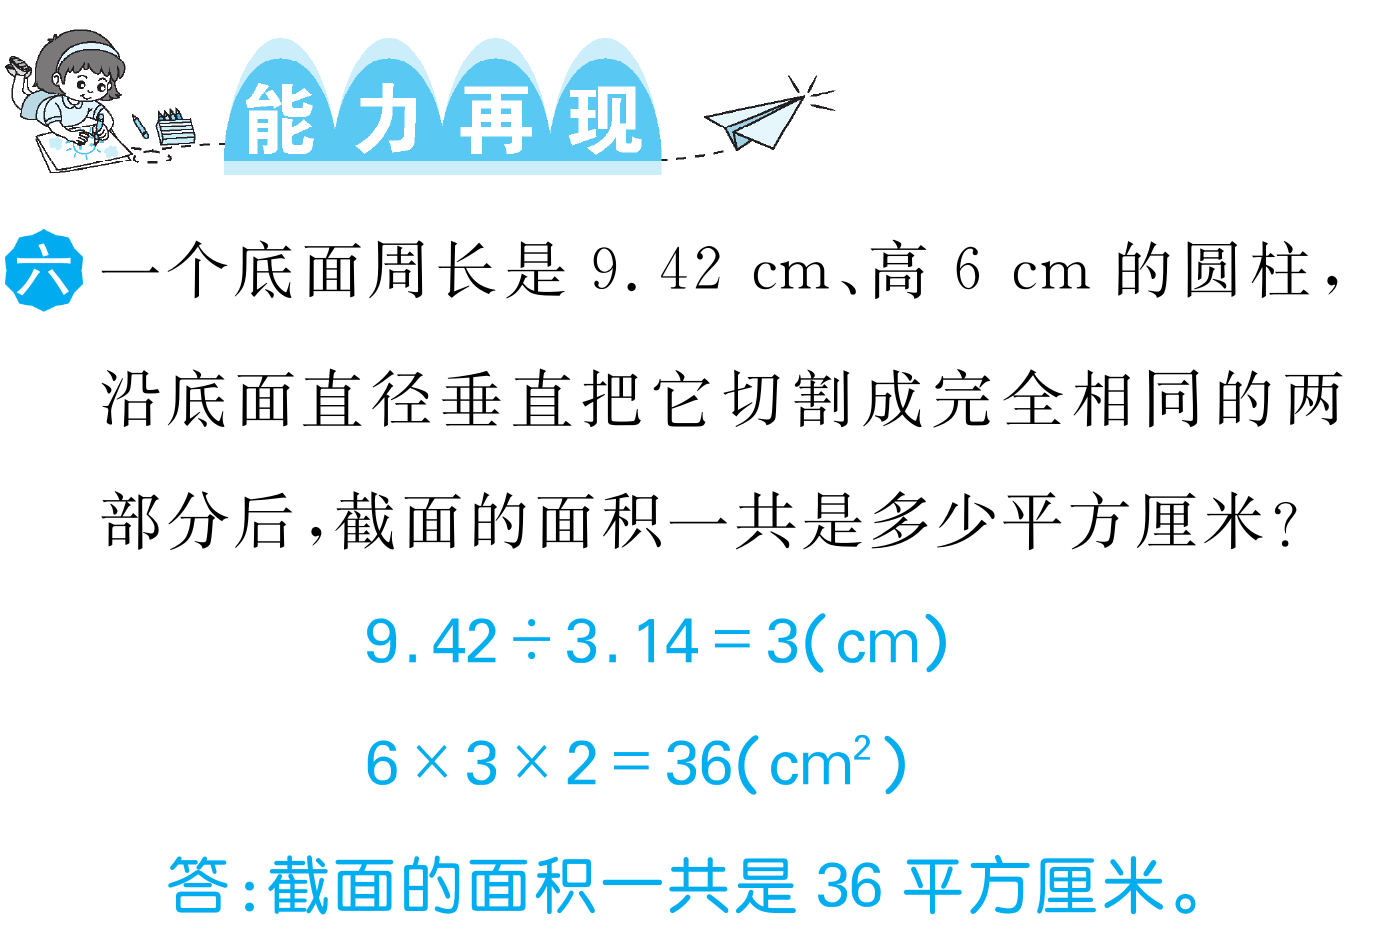 能力再现
六 一个底面周长是 9.42 cm、高 6 cm 的圆柱，
沿底面直径垂直把它切割成完全相同的两
部分后，截面的面积一共是多少平方厘米？
9.42÷3.14=3(cm)
6×3×2=36(cm²)
答：截面的面积一共是 36 平方厘米。